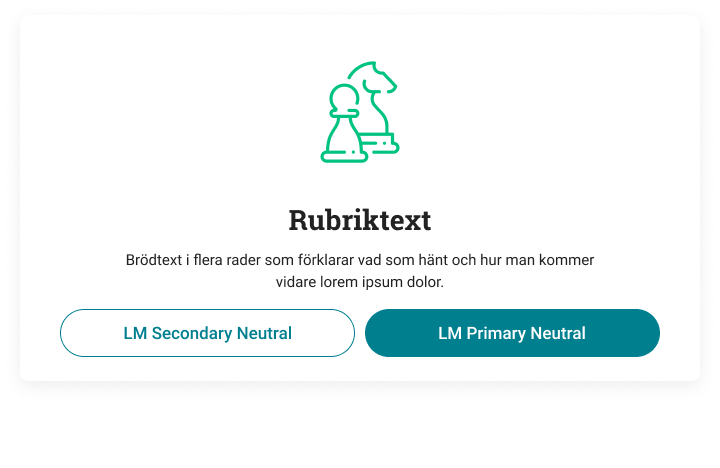 Rubriktext
Brödtext i flera rader som förklarar vad som hänt och hur man kommer
vidare lorem ipsum dolor.
LM Secondary Neutral
LM Primary Neutral